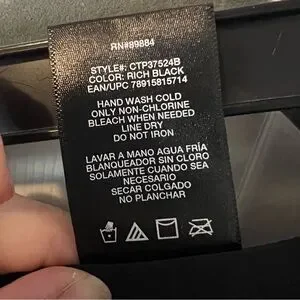 RN#89884
STYLE#: CTP37524B
COLOR: RICH BLACK
EAN/UPC 78915815714
HAND WASH COLD
ONLY NON-CHLORINE
BLEACH WHEN NEEDED
LINE DRY
DO NOT IRON
LAVAR A MANO AGUA FRÍA
BLANQUEADOR SIN CLORO
SOLAMENTE CUANDO SEA
NECESARIO
SECAR COLGADO
NO PLANCHAR